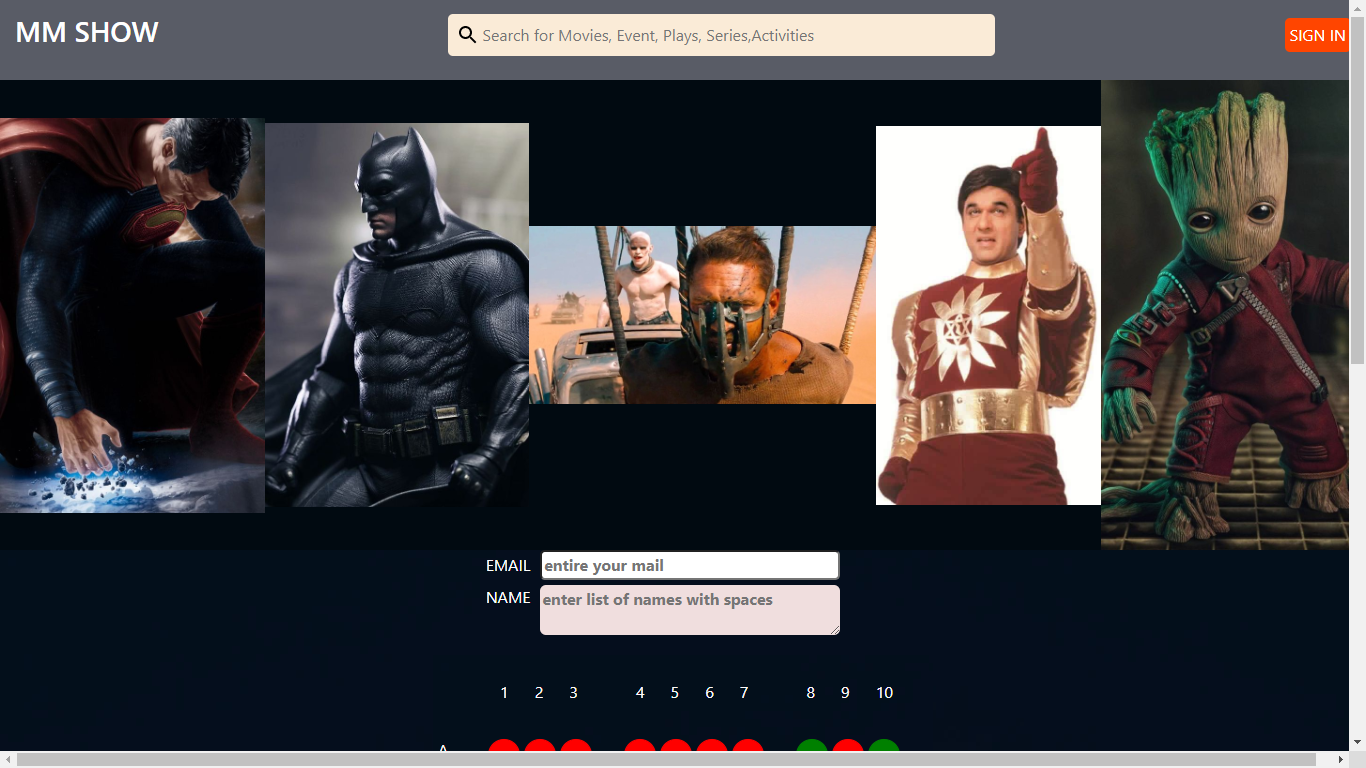 MM SHOW
Search for Movies, Event, Plays, Series,Activities
SIGN IN
EMAIL entire your mail
NAME enter list of names with spaces
1 2 3 4 5 6 7 8 9 10
A